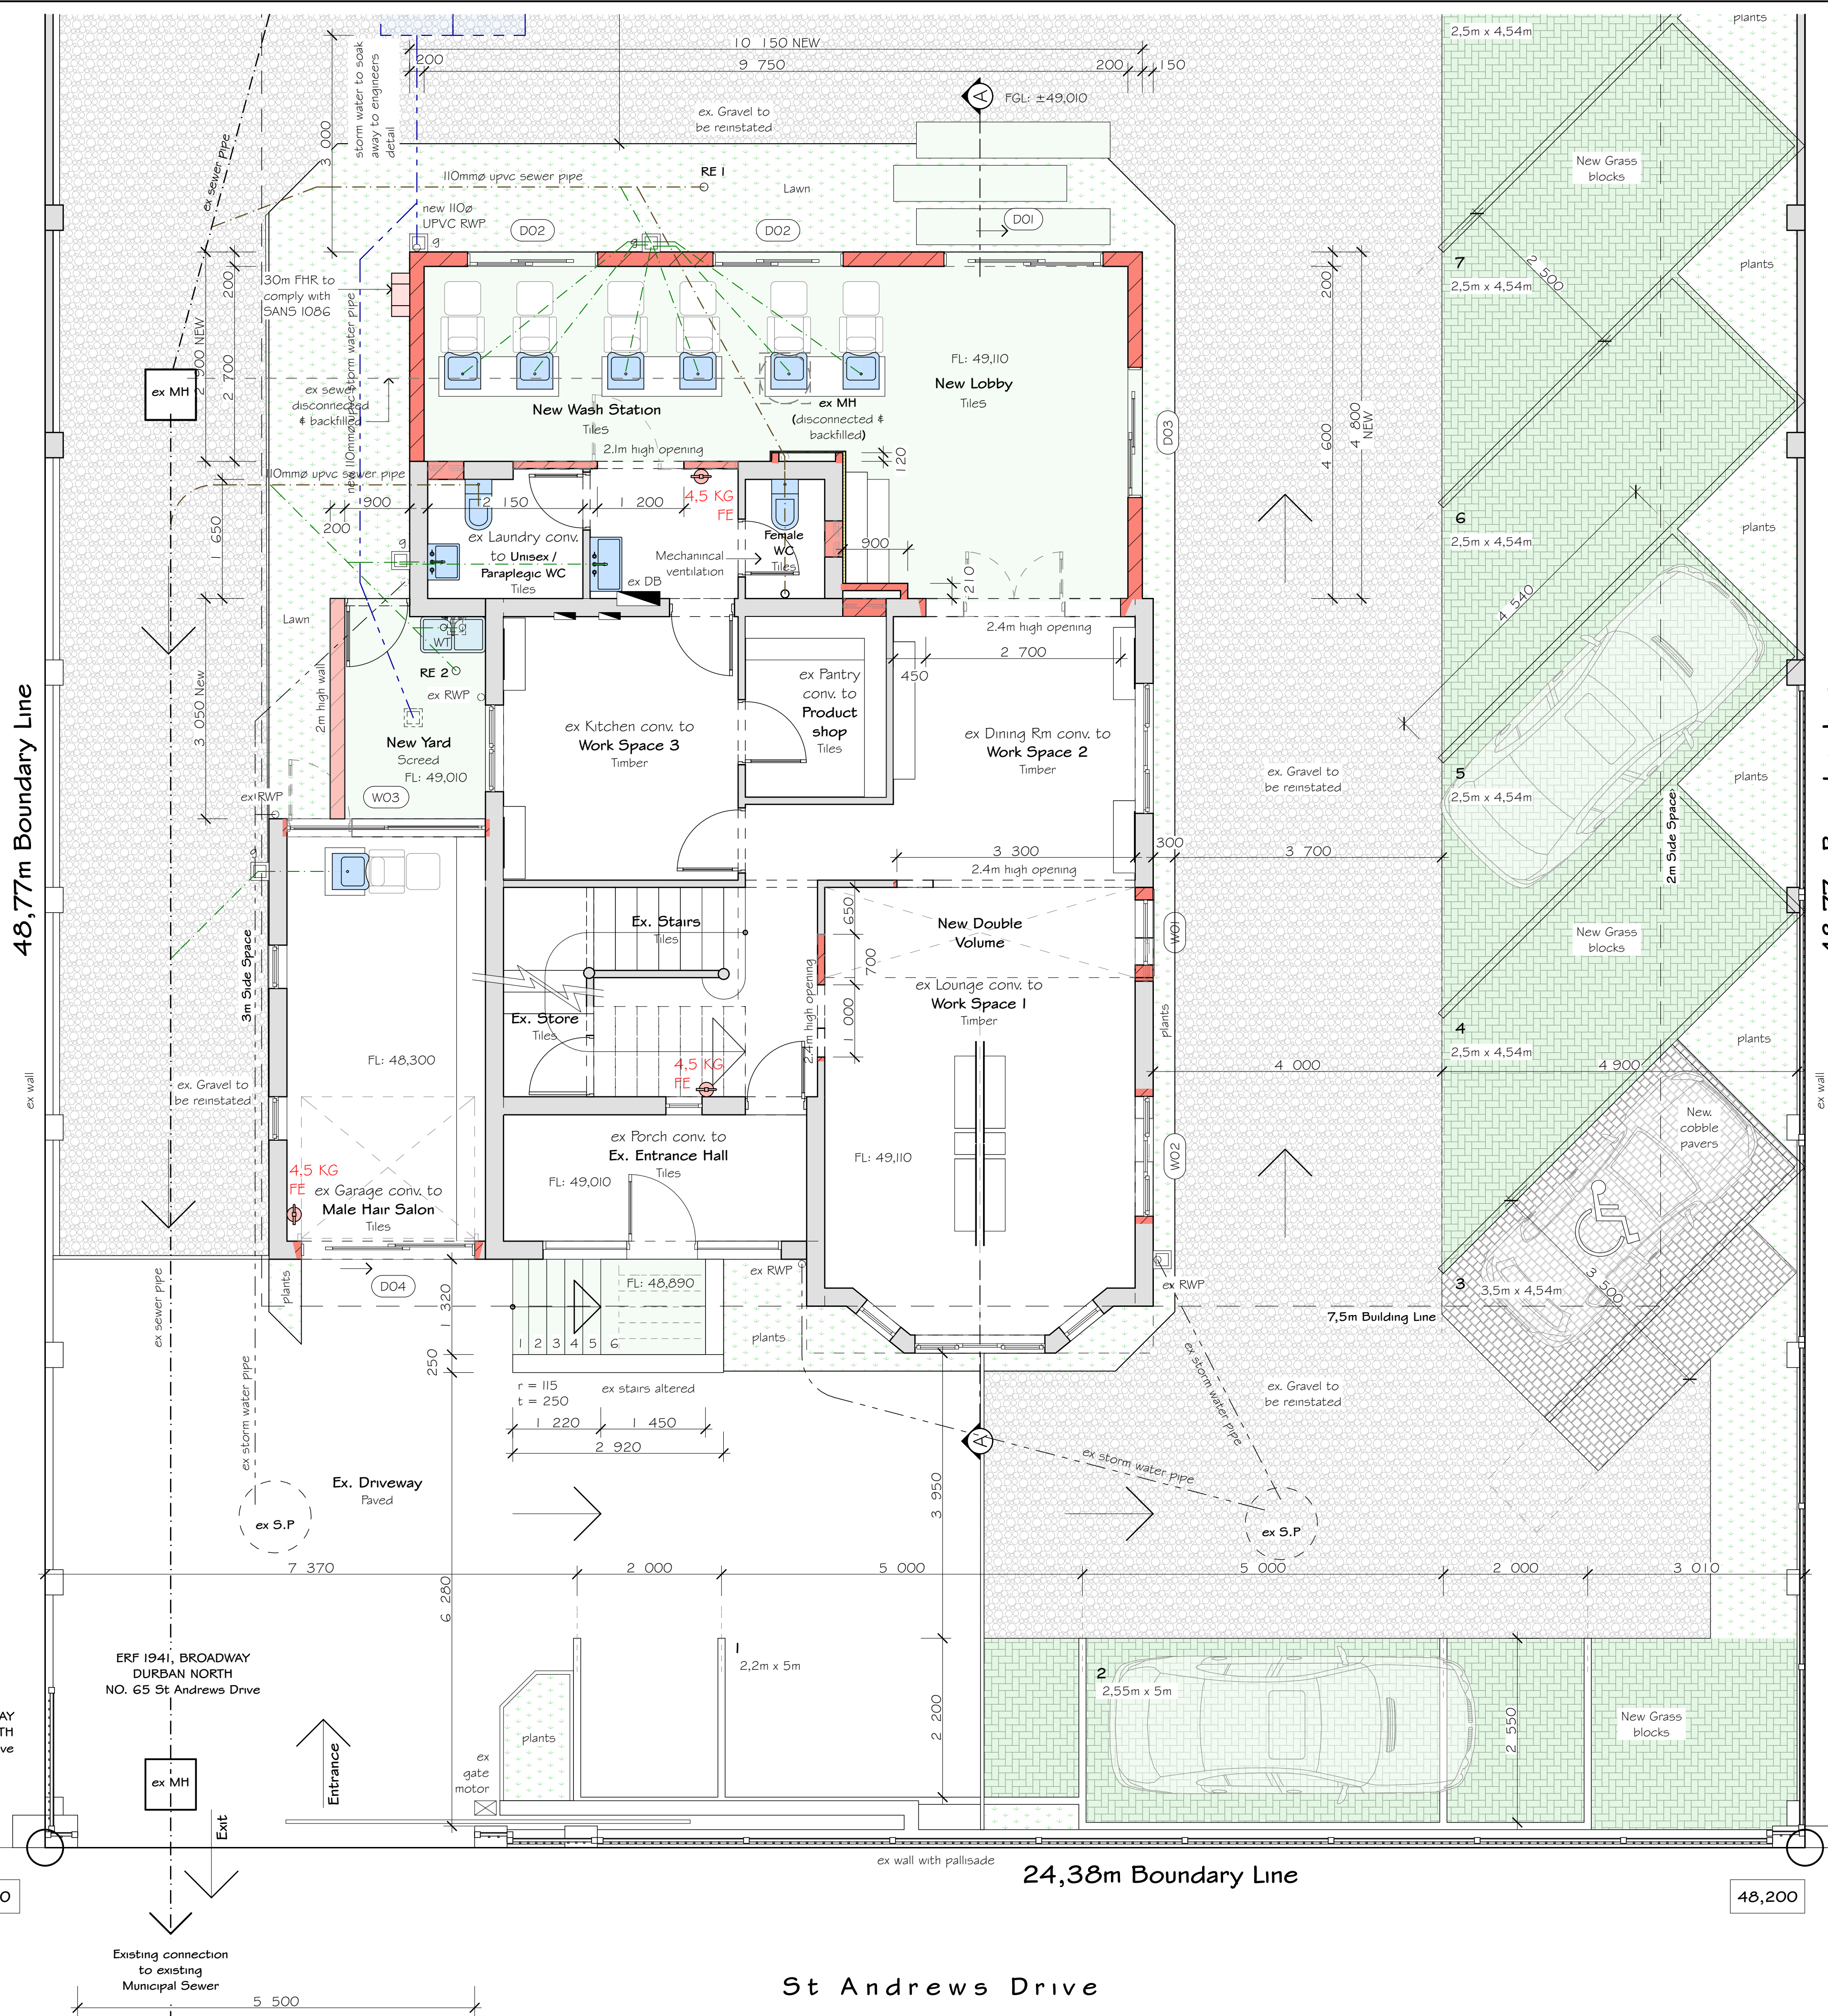 plants
2,5m x 4,54m
10 150 NEW
200
9 750
200
150
3 000
storm water to soak
away to engineers
detail
ex sewer pipe
A
FGL: ±49,010
ex. Gravel to
be reinstated
110mmø upvc sewer pipe
RE 1
Lawn
New Grass
blocks
new 110ø
UPVC RWP
g
D02
g
D02
D01
7
2,5m x 4,54m
2 500
plants
30m FHR to
comply with
SANS 1086
200
2 900 NEW
2 700
new 110mmø upvc storm water pipe
200
4 600
4 800
NEW
FL: 49,110
New Lobby
Tiles
ex MH
ex sewer
disconnected
& backfilled
New Wash Station
Tiles
ex MH
(disconnected &
backfilled)
D03
2.1m high opening
120
110mmø upvc sewer pipe
4,5 KG
FE
900
2 150
1 200
200
1 650
6
2,5m x 4,54m
plants
g
ex Laundry conv.
to Unisex /
Paraplegic WC
Tiles
Mechanincal
ventilation
Female
WC
Tiles
900
ex DB
210
4 540
Lawn
WT
RE 2
ex RWP
2.4m high opening
2 700
450
2m high wall
3 050 New
ex Pantry
conv. to
Product
shop
Tiles
ex Kitchen conv. to
Work Space 3
Timber
ex Dining Rm conv. to
Work Space 2
Timber
New Yard
Screed
FL: 49,010
W03
ex RWP
ex. Gravel to
be reinstated
5
2,5m x 4,54m
plants
2m Side Space
48,77m Boundary Line
g
3 300
2.4m high opening
300
3 700
Ex. Stairs
Tiles
650
700
1 000
2.4m high opening
New Double
Volume
W01
New Grass
blocks
3m Side Space
ex Lounge conv. to
Work Space 1
Timber
plants
Ex. Store
Tiles
4
2,5m x 4,54m
plants
FL: 48,300
4,5 KG
FE
4 000
4 900
ex wall
ex wall
ex. Gravel to
be reinstated
New.
cobble
pavers
ex Porch conv. to
Ex. Entrance Hall
Tiles
FL: 49,010
FL: 49,110
W02
4,5 KG
FE
ex Garage conv. to
Male Hair Salon
Tiles
plants
D04
ex RWP
ex RWP
3
3,5m x 4,54m
3 500
FL: 48,890
1 320
250
1 2 3 4 5 6
7,5m Building Line
plants
ex sewer pipe
ex storm water pipe
r = 115
t = 250
ex stairs altered
ex storm water pipe
ex. Gravel to
be reinstated
1 220
1 450
2 920
A
ex storm water pipe
Ex. Driveway
Paved
3 950
ex S.P
ex S.P
7 370
2 000
5 000
5 000
2 000
3 010
6 280
ERF 1941, BROADWAY
DURBAN NORTH
NO. 65 St Andrews Drive
1
2,2m x 5m
2
2,55m x 5m
2 200
2 550
New Grass
blocks
plants
ex
gate
motor
ex MH
Entrance
Exit
ex wall with pallisade
24,38m Boundary Line
48,200
Existing connection
to existing
Municipal Sewer
St Andrews Drive
5 500